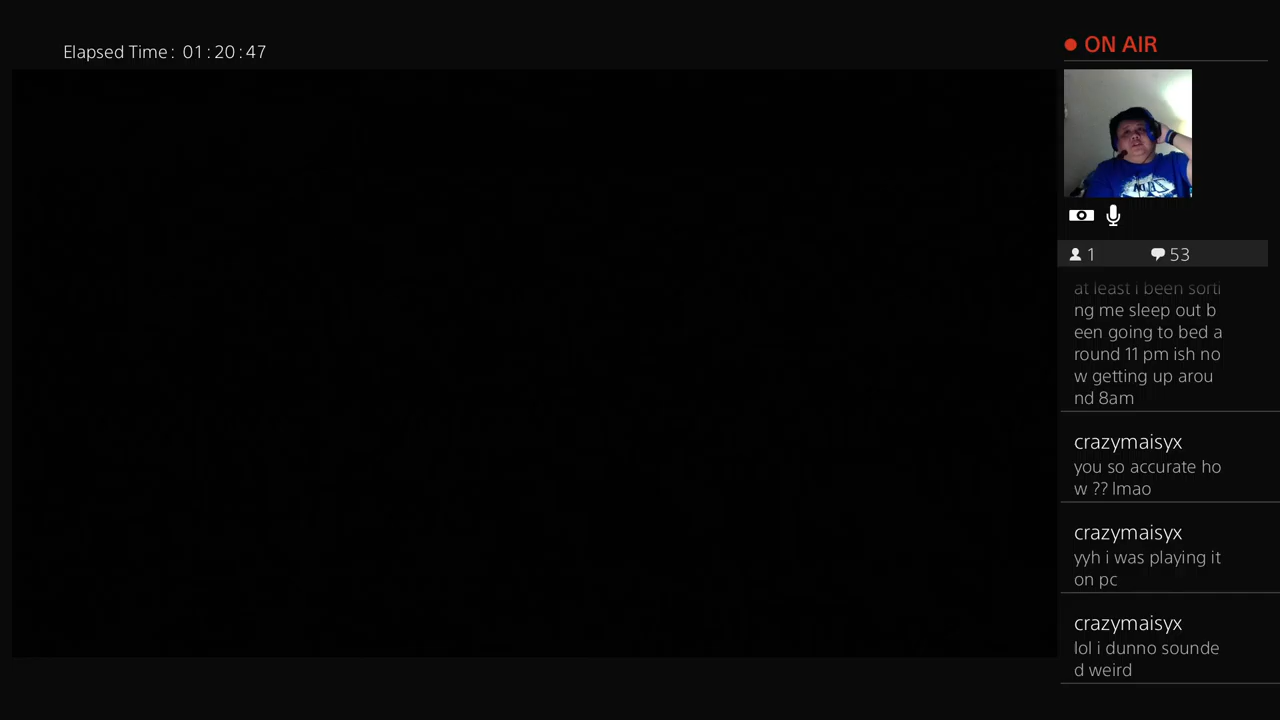 Elapsed Time: 01:20:47
ON AIR
1 53
at least i been sorti
ng me sleep out b
een going to bed a
round 11 pm ish no
w getting up arou
nd 8am
crazymaisyx
you so accurate ho
w ?? lmao
crazymaisyx
yyh i was playing it
on pc
crazymaisyx
lol i dunno sounde
d weird